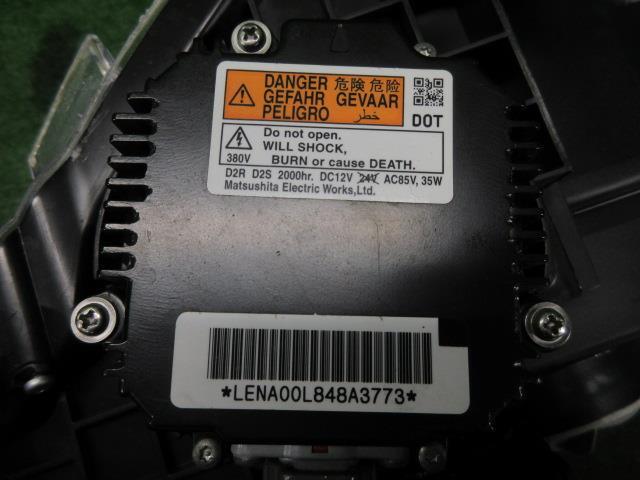 DANGER 危険 危险
GEFAHR GEVAAR
PELIGRO خطر
DOT
Do not open.
WILL SHOCK,
380V BURN or cause DEATH.
D2R D2S 2000hr. DC12V 24V AC85V, 35W
Matsushita Electric Works,Ltd.
*LENA00L848A3773*